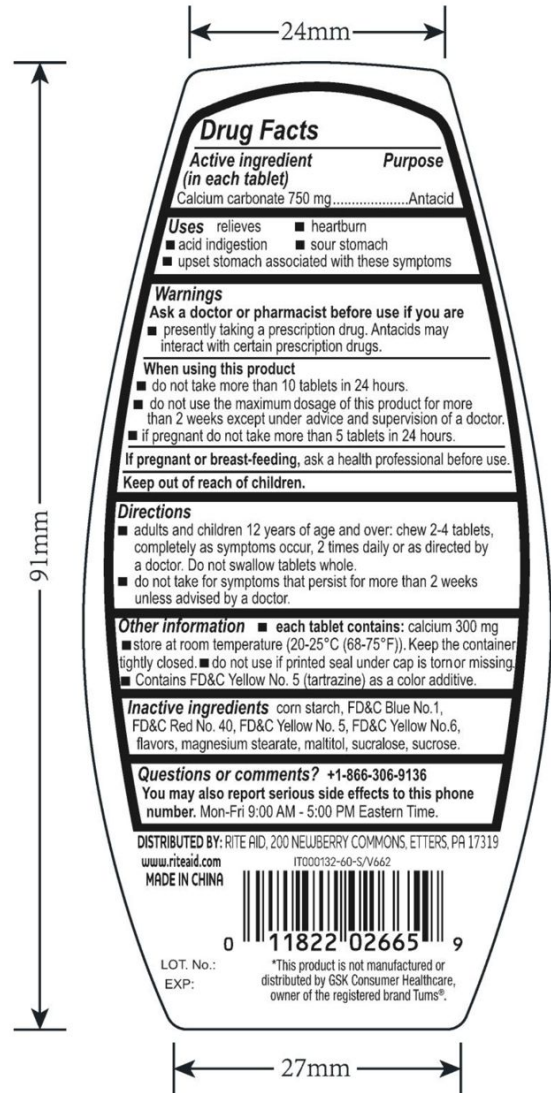 24mm
91mm
Drug Facts
Active ingredient Purpose
(in each tablet)
Calcium carbonate 750 mg.....................Antacid
Uses relieves ■ heartburn
■ acid indigestion ■ sour stomach
■ upset stomach associated with these symptoms
Warnings
Ask a doctor or pharmacist before use if you are
■ presently taking a prescription drug. Antacids may
interact with certain prescription drugs.
When using this product
■ do not take more than 10 tablets in 24 hours.
■ do not use the maximum dosage of this product for more
than 2 weeks except under advice and supervision of a doctor.
■ if pregnant do not take more than 5 tablets in 24 hours.
If pregnant or breast-feeding, ask a health professional before use.
Keep out of reach of children.
Directions
■ adults and children 12 years of age and over: chew 2-4 tablets,
completely as symptoms occur, 2 times daily or as directed by
a doctor. Do not swallow tablets whole.
■ do not take for symptoms that persist for more than 2 weeks
unless advised by a doctor.
Other information ■ each tablet contains: calcium 300 mg
■ store at room temperature (20-25°C (68-75°F)). Keep the container
tightly closed. ■ do not use if printed seal under cap is torn or missing.
■ Contains FD&C Yellow No. 5 (tartrazine) as a color additive.
Inactive ingredients corn starch, FD&C Blue No.1,
FD&C Red No. 40, FD&C Yellow No. 5, FD&C Yellow No.6,
flavors, magnesium stearate, maltitol, sucralose, sucrose.
Questions or comments? +1-866-306-9136
You may also report serious side effects to this phone
number. Mon-Fri 9:00 AM - 5:00 PM Eastern Time.
DISTRIBUTED BY: RITE AID, 200 NEWBERRY COMMONS, ETTERS, PA 17319
www.riteaid.com IT000132-60-S/V662
MADE IN CHINA
0 11822 02665 9
LOT. No.:
EXP:
*This product is not manufactured or
distributed by GSK Consumer Healthcare,
owner of the registered brand Tums®.
27mm